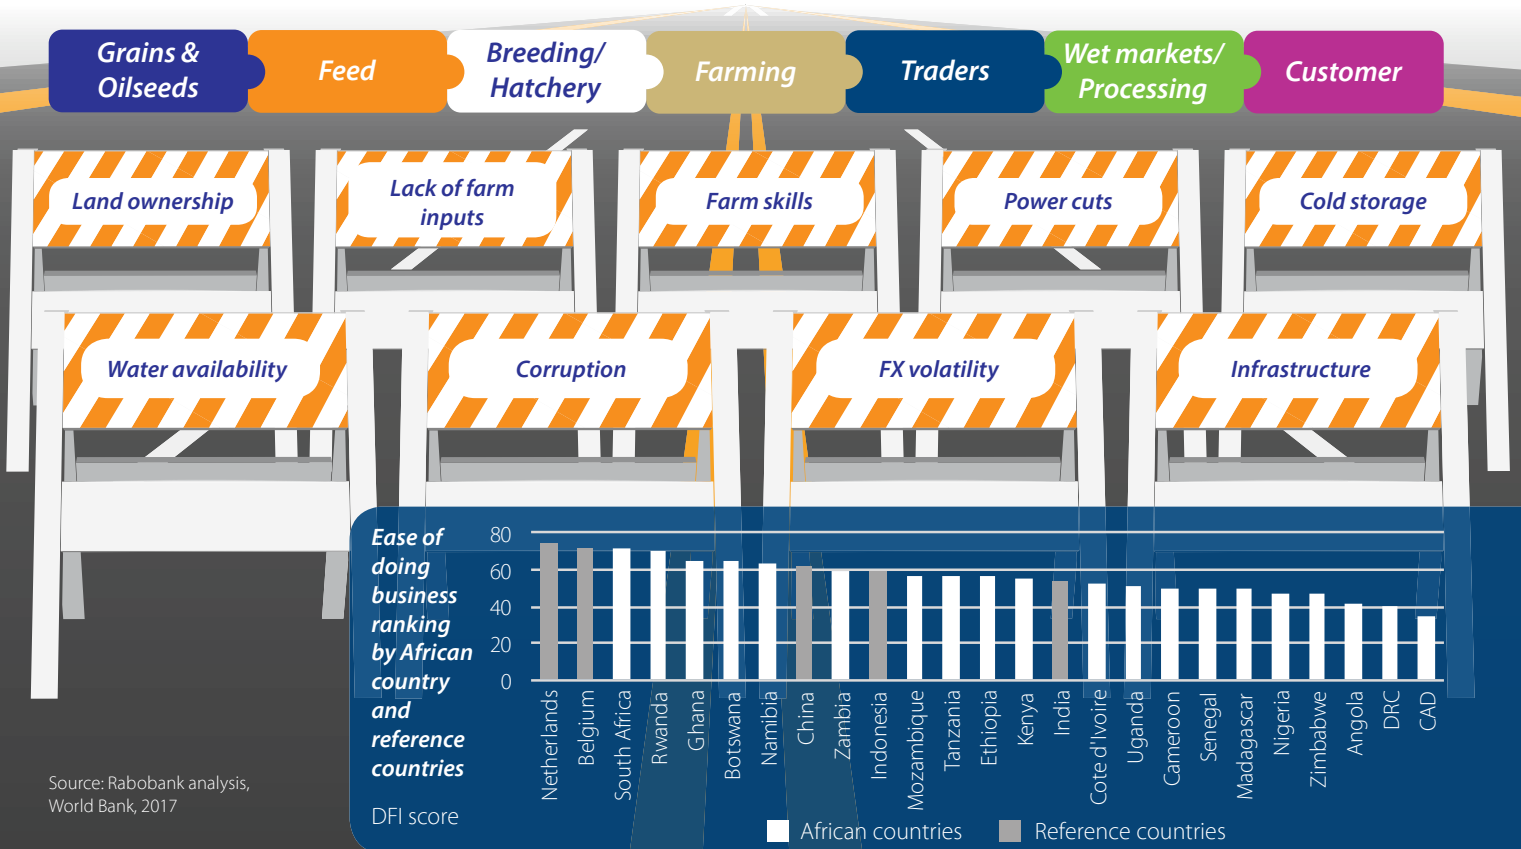 Grains &
Oilseeds
Feed
Breeding/
Hatchery
Farming
Traders
Wet markets/
Processing
Customer
Land ownership
Lack of farm
inputs
Farm skills
Power cuts
Cold storage
Water availability
Corruption
FX volatility
Infrastructure
Ease of
doing
business
ranking
by African
country
and
reference
countries
DFI score
80
60
40
20
0
Netherlands
Belgium
South Africa
Rwanda
Ghana
Botswana
Namibia
China
Zambia
Indonesia
Mozambique
Tanzania
Ethiopia
Kenya
India
Cote d'Ivoire
Uganda
Cameroon
Senegal
Madagascar
Nigeria
Zimbabwe
Angola
DRC
CAD
African countries
Reference countries
Source: Rabobank analysis,
World Bank, 2017